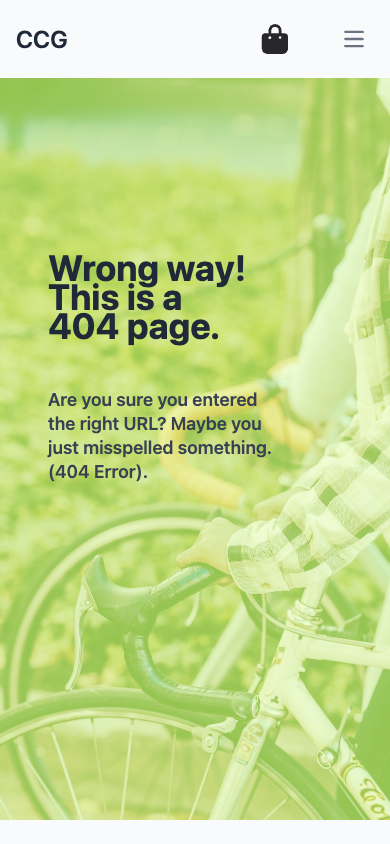 CCG
Wrong way!
This is a
404 page.
Are you sure you entered
the right URL? Maybe you
just misspelled something.
(404 Error).